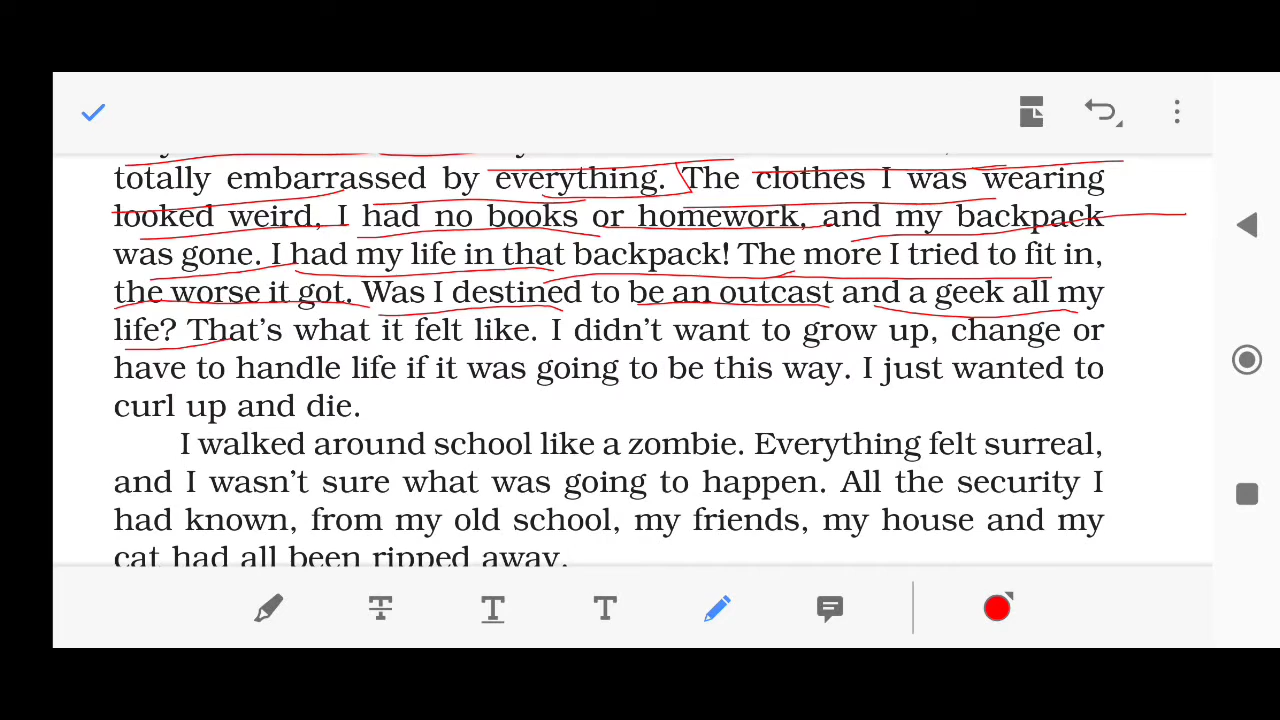 totally embarrassed by everything. The clothes I was wearing
looked weird, I had no books or homework, and my backpack
was gone. I had my life in that backpack! The more I tried to fit in,
the worse it got. Was I destined to be an outcast and a geek all my
life? That's what it felt like. I didn't want to grow up, change or
have to handle life if it was going to be this way. I just wanted to
curl up and die.
I walked around school like a zombie. Everything felt surreal,
and I wasn't sure what was going to happen. All the security I
had known, from my old school, my friends, my house and my
cat had all been ripped away.
T
T
T